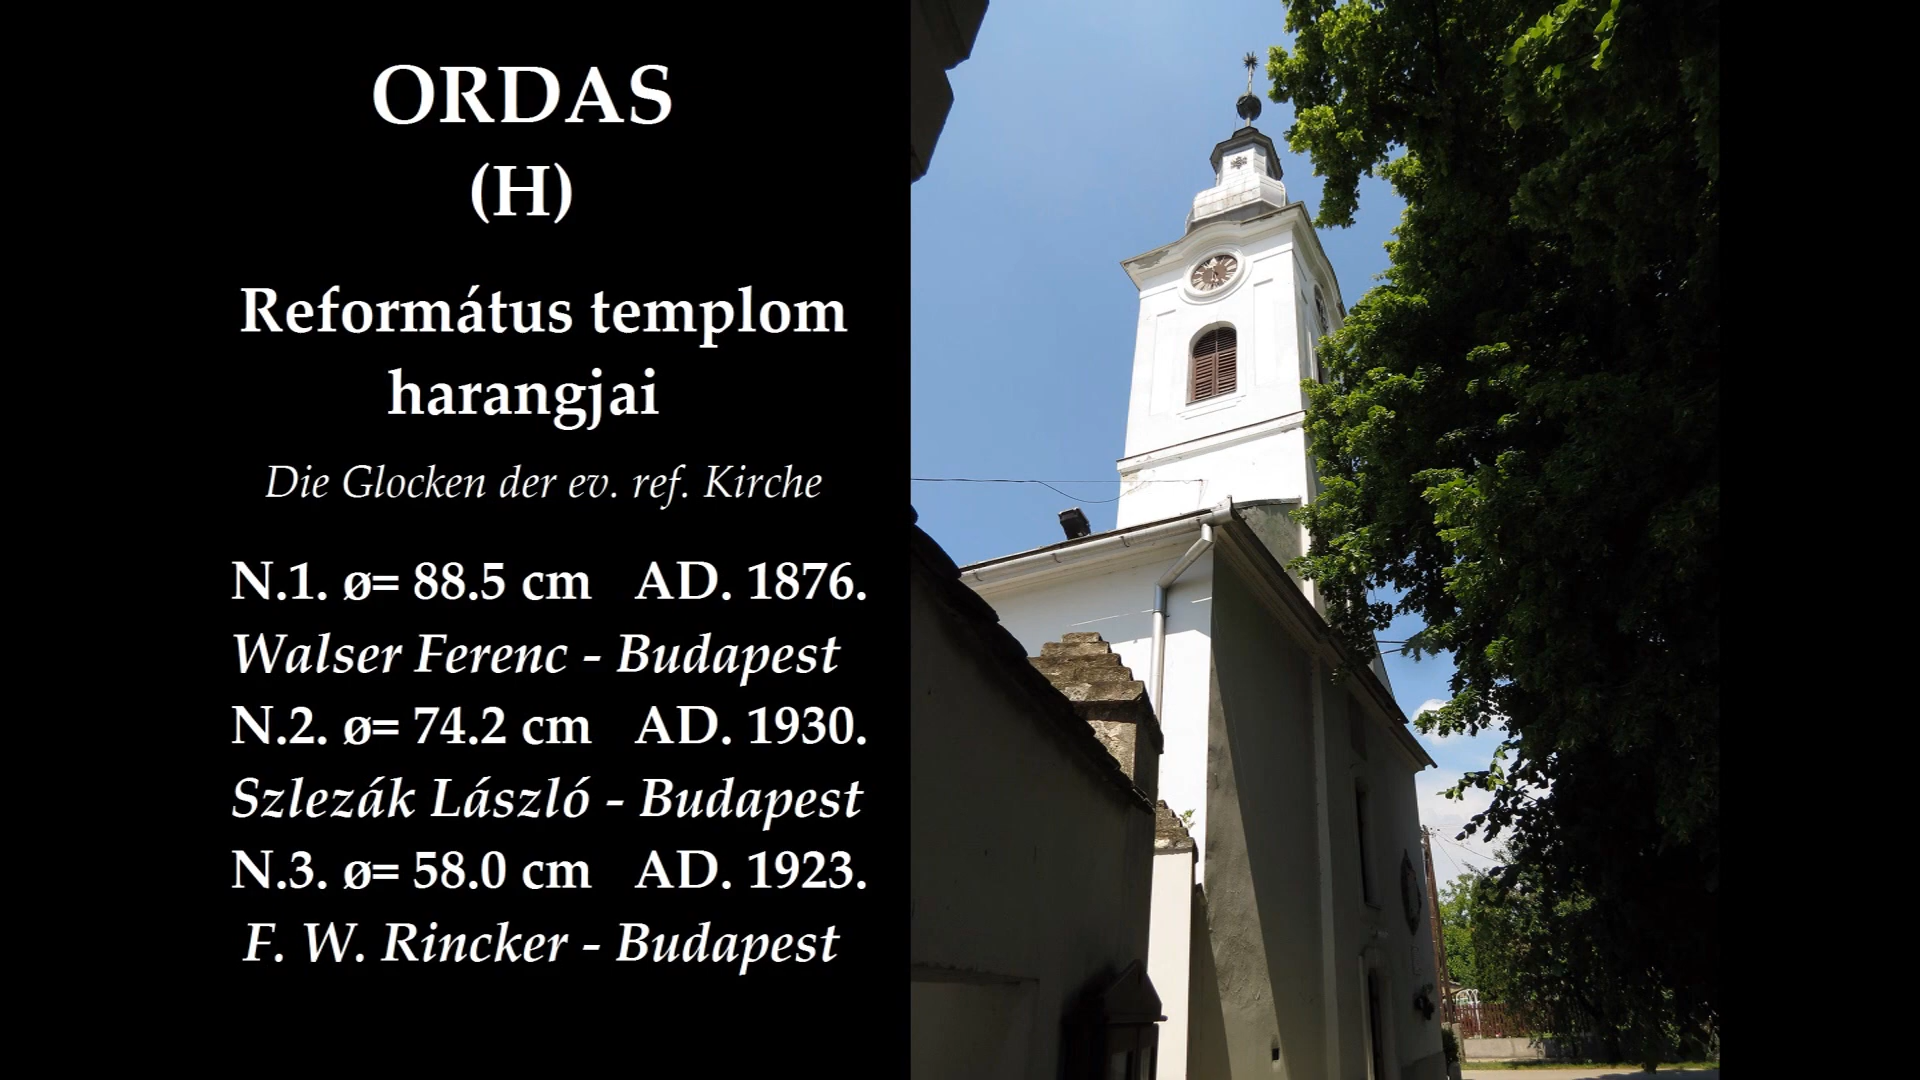 ORDAS
(H)
Református templom
harangjai
Die Glocken der ev. ref. Kirche
N.1. ø= 88.5 cm AD. 1876.
Walser Ferenc - Budapest
N.2. ø= 74.2 cm AD. 1930.
Szlezák László - Budapest
N.3. ø= 58.0 cm AD. 1923.
F. W. Rincker - Budapest